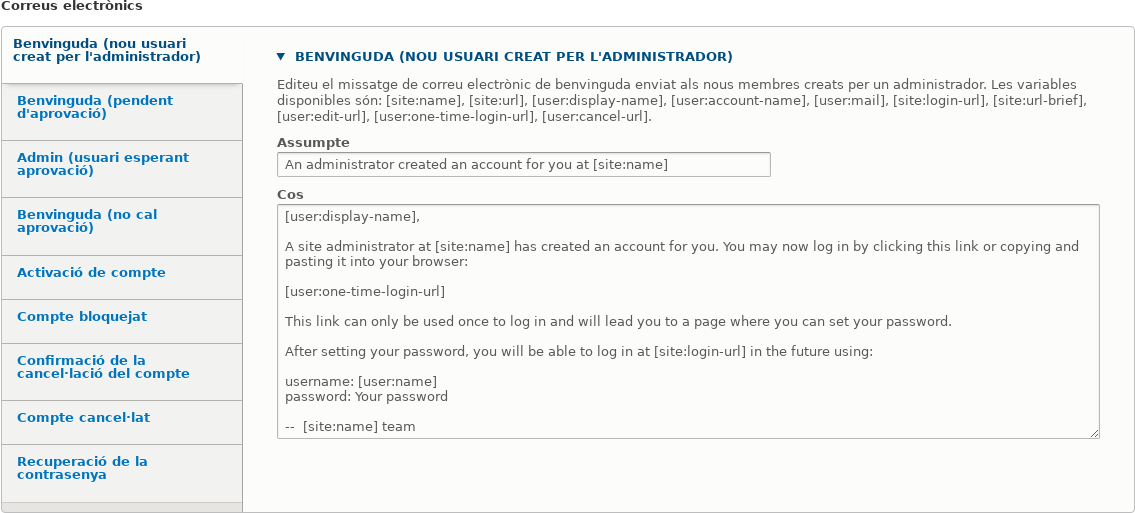 Correus electrònics
Benvinguda (nou usuari
creat per l'administrador)
Benvinguda (pendent
d'aprovació)
Admin (usuari esperant
aprovació)
Benvinguda (no cal
aprovació)
Activació de compte
Compte bloquejat
Confirmació de la
cancel·lació del compte
Compte cancel·lat
Recuperació de la
contrasenya
BENVINGUDA (NOU USUARI CREAT PER L'ADMINISTRADOR)
Editeu el missatge de correu electrònic de benvinguda enviat als nous membres creats per un administrador. Les variables
disponibles són: [site:name], [site:url], [user:display-name], [user:account-name], [user:mail], [site:login-url], [site:url-brief],
[user:edit-url], [user:one-time-login-url], [user:cancel-url].
Assumpte
An administrator created an account for you at [site:name]
Cos
[user:display-name],
A site administrator at [site:name] has created an account for you. You may now log in by clicking this link or copying and
pasting it into your browser:
[user:one-time-login-url]
This link can only be used once to log in and will lead you to a page where you can set your password.
After setting your password, you will be able to log in at [site:login-url] in the future using:
username: [user:name]
password: Your password
--  [site:name] team